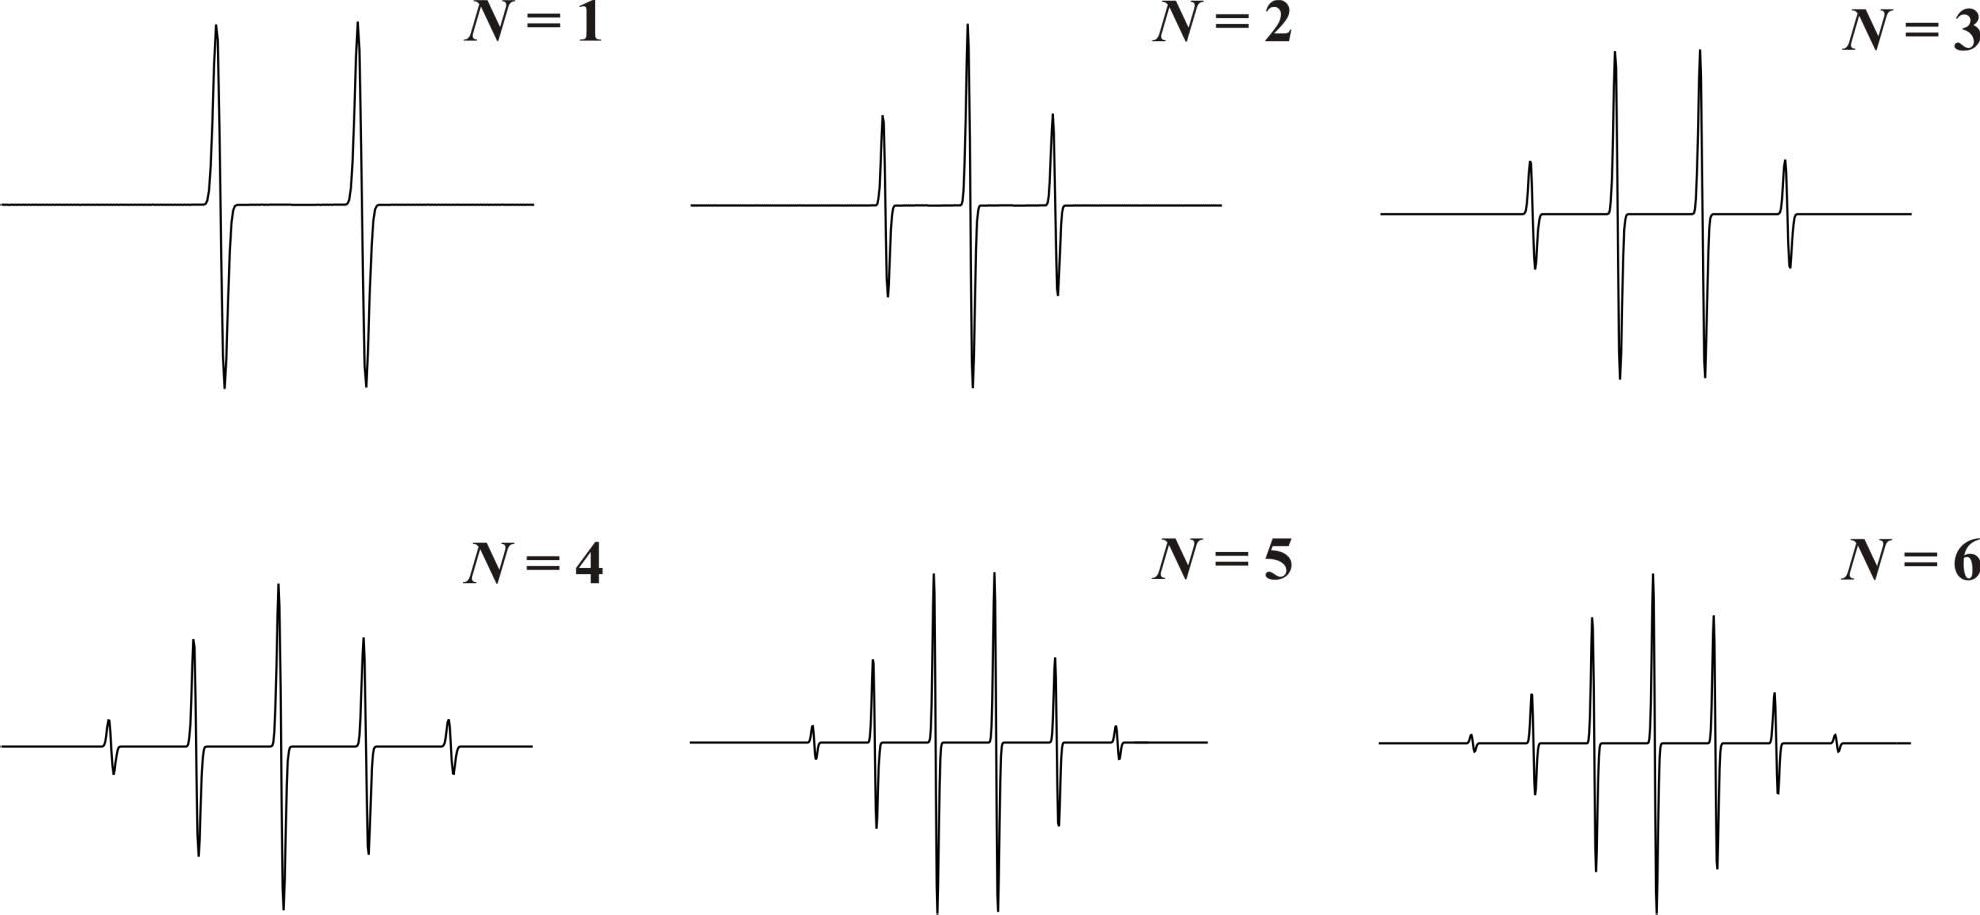 N = 1
N = 2
N = 3
N = 4
N = 5
N = 6